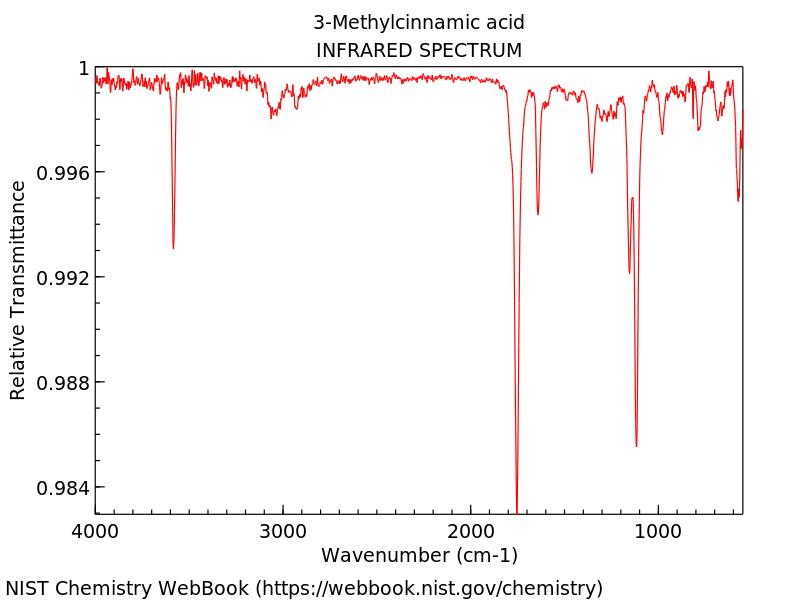 3-Methylcinnamic acid
INFRARED SPECTRUM
1
0.996
0.992
0.988
0.984
Relative Transmittance
4000 3000 2000 1000
Wavenumber (cm-1)
NIST Chemistry WebBook (https://webbook.nist.gov/chemistry)